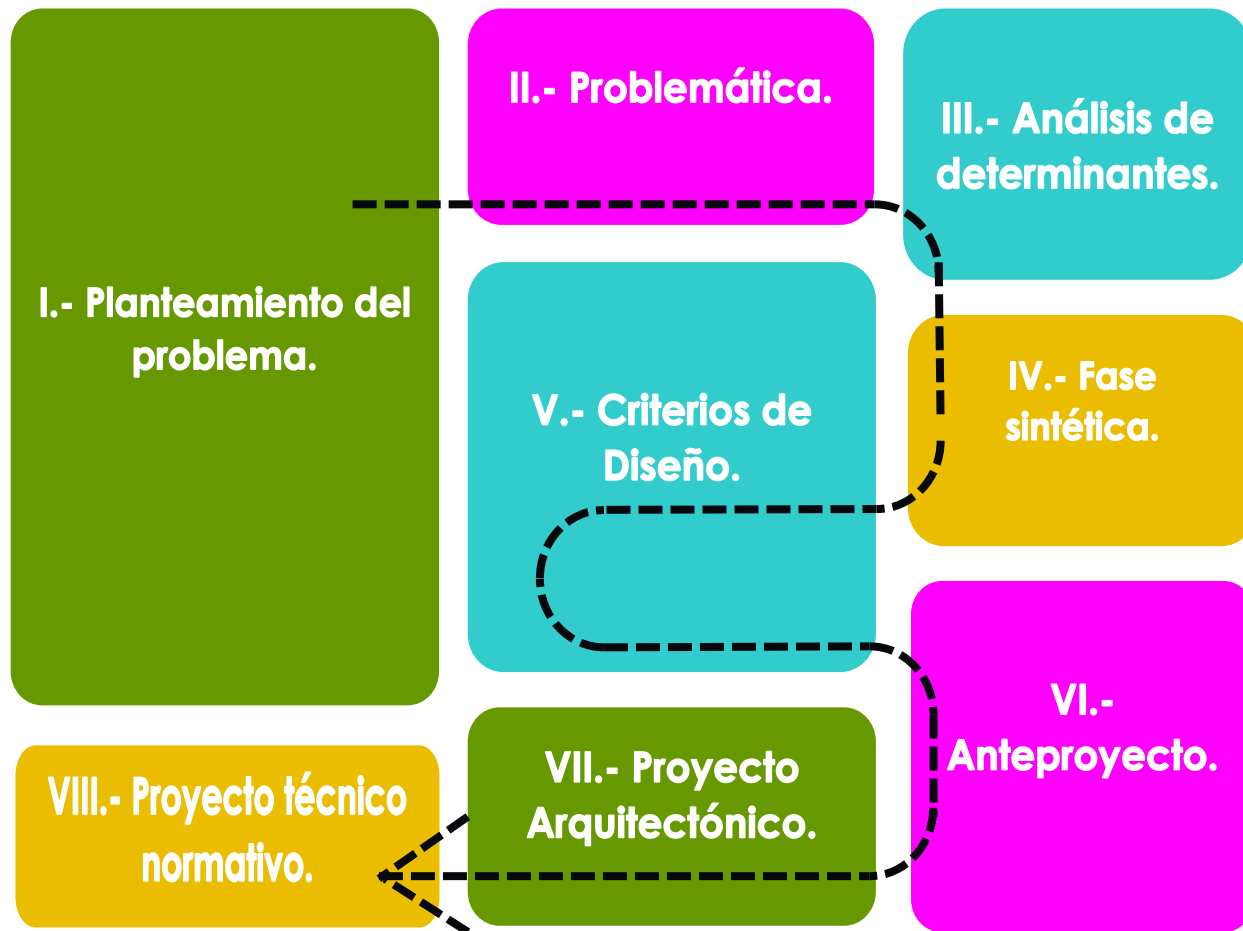 I.- Planteamiento del
problema.
II.- Problemática.
III.- Análisis de
determinantes.
IV.- Fase
sintética.
V.- Criterios de
Diseño.
VI.-
Anteproyecto.
VII.- Proyecto
Arquitectónico.
VIII.- Proyecto técnico
normativo.